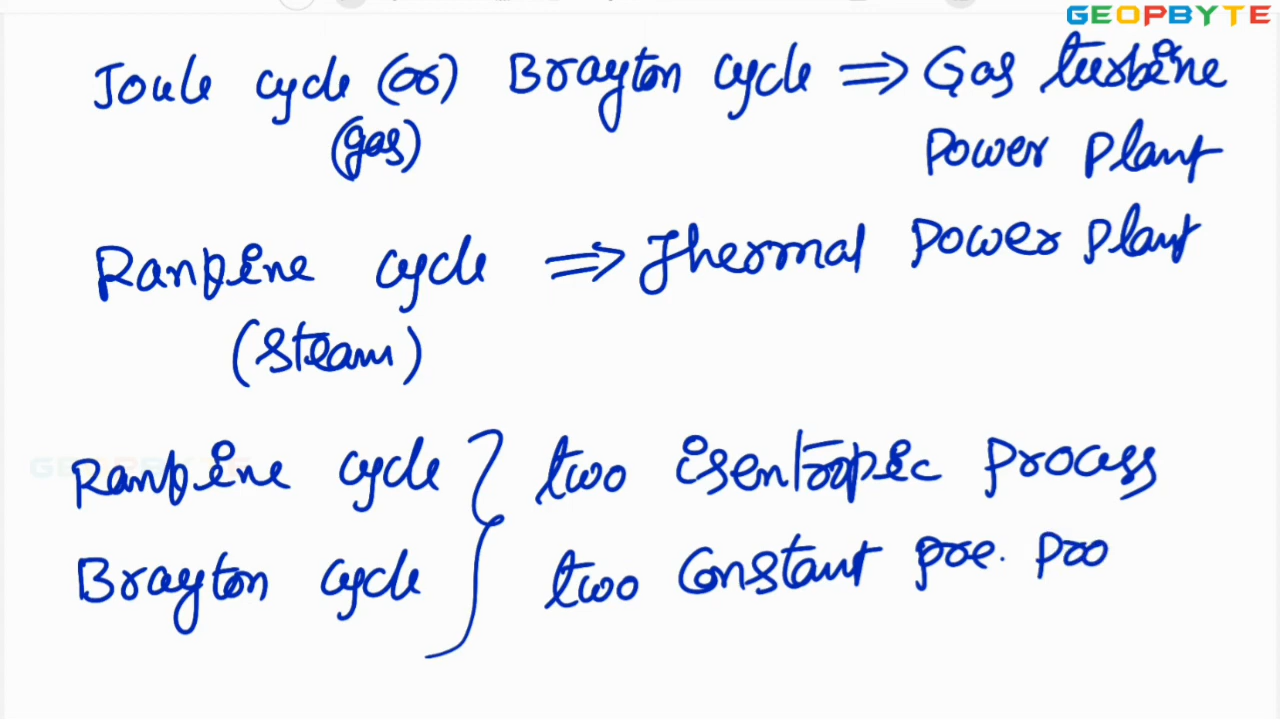 GEOPBYTE
Joule cycle (or) Brayton cycle ⇒ Gas turbine
(gas) Power Plant
Rankine cycle ⇒ Thermal Power Plant
(Steam)
GEOPBYTE
Rankine cycle } two isentropic process
Brayton cycle two Constant pre. pro